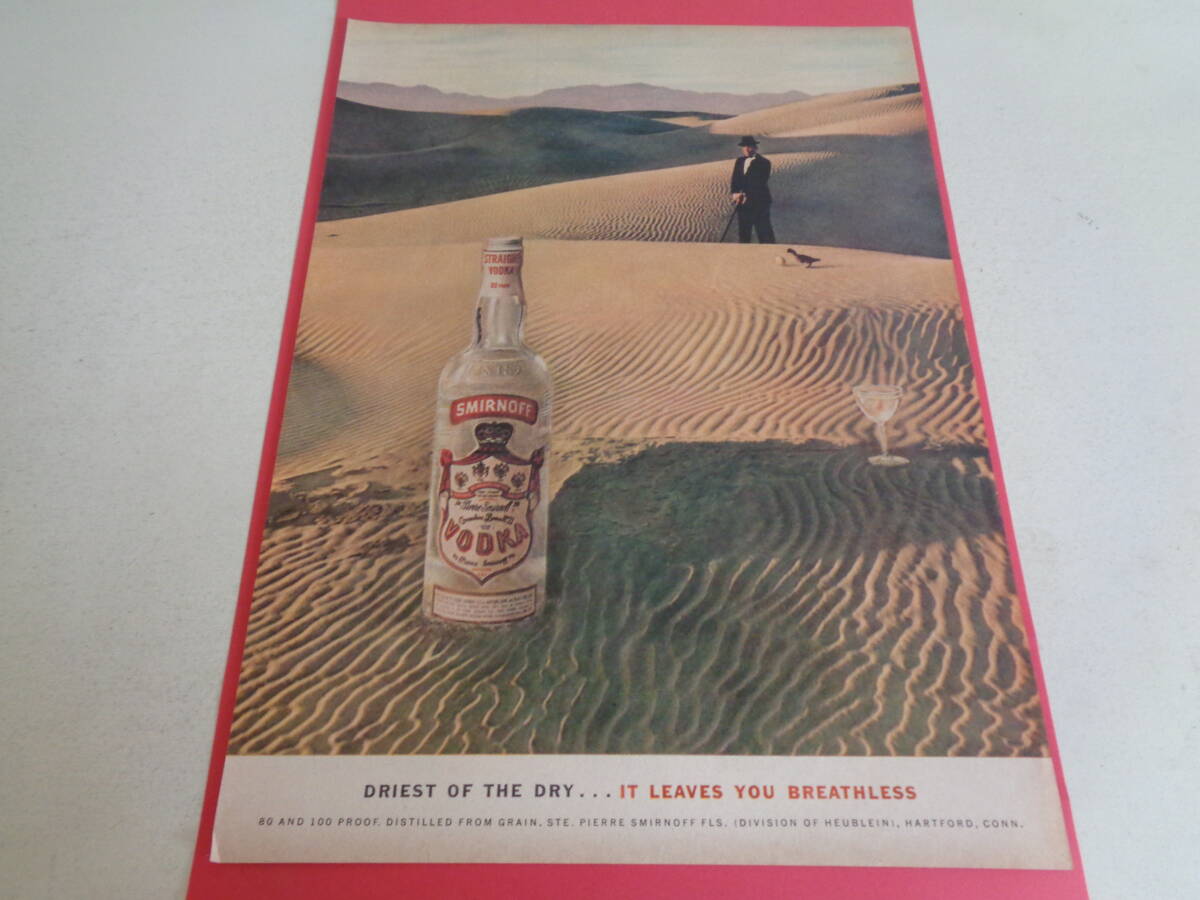 STRAIGHT
VODKA
SMIRNOFF
VODKA
DRIEST OF THE DRY... IT LEAVES YOU BREATHLESS
80 AND 100 PROOF. DISTILLED FROM GRAIN. STE. PIERRE SMIRNOFF FLS. (DIVISION OF HEUBLEIN), HARTFORD, CONN.